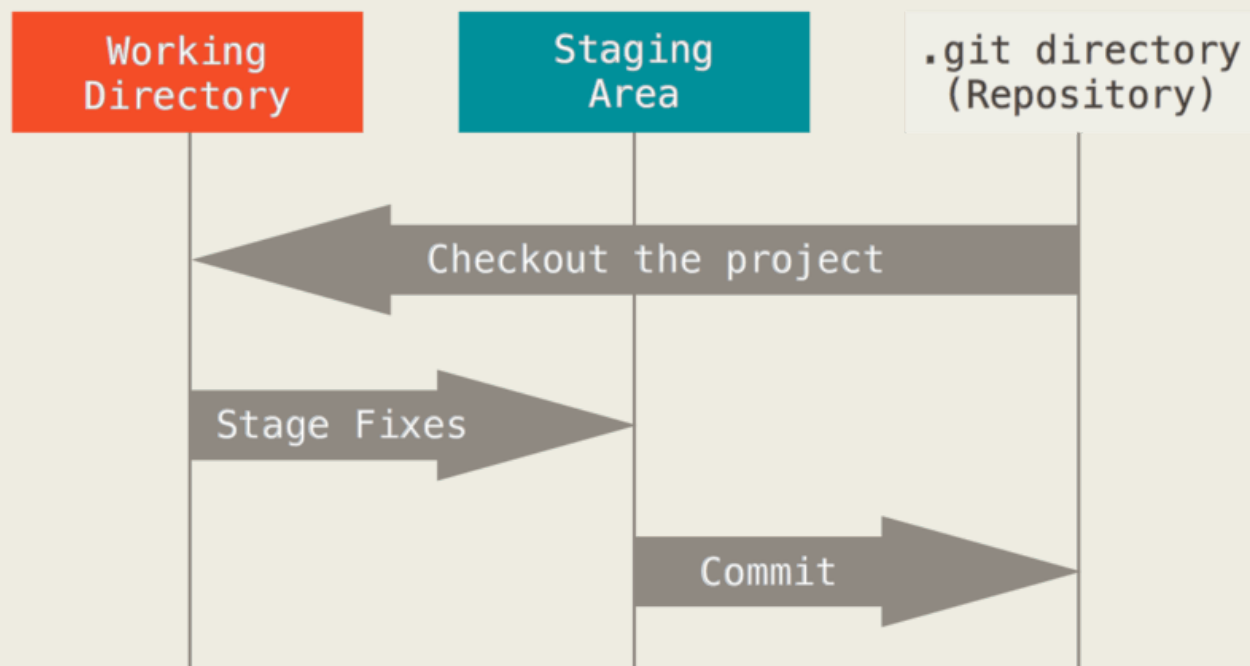 Working
Directory
Staging
Area
.git directory
(Repository)
Checkout the project
Stage Fixes
Commit